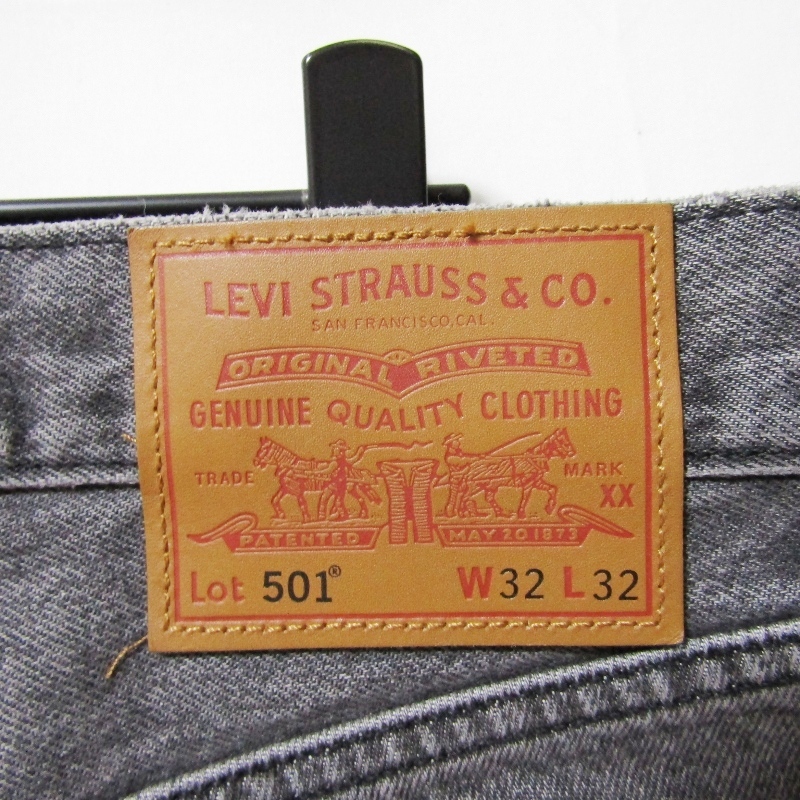 LEVI STRAUSS & CO.
SAN FRANCISCO, CAL.
ORIGINAL RIVETED
GENUINE QUALITY CLOTHING
TRADE MARK
XX
PATENTED MAY 20 1873
Lot 501® W32 L32